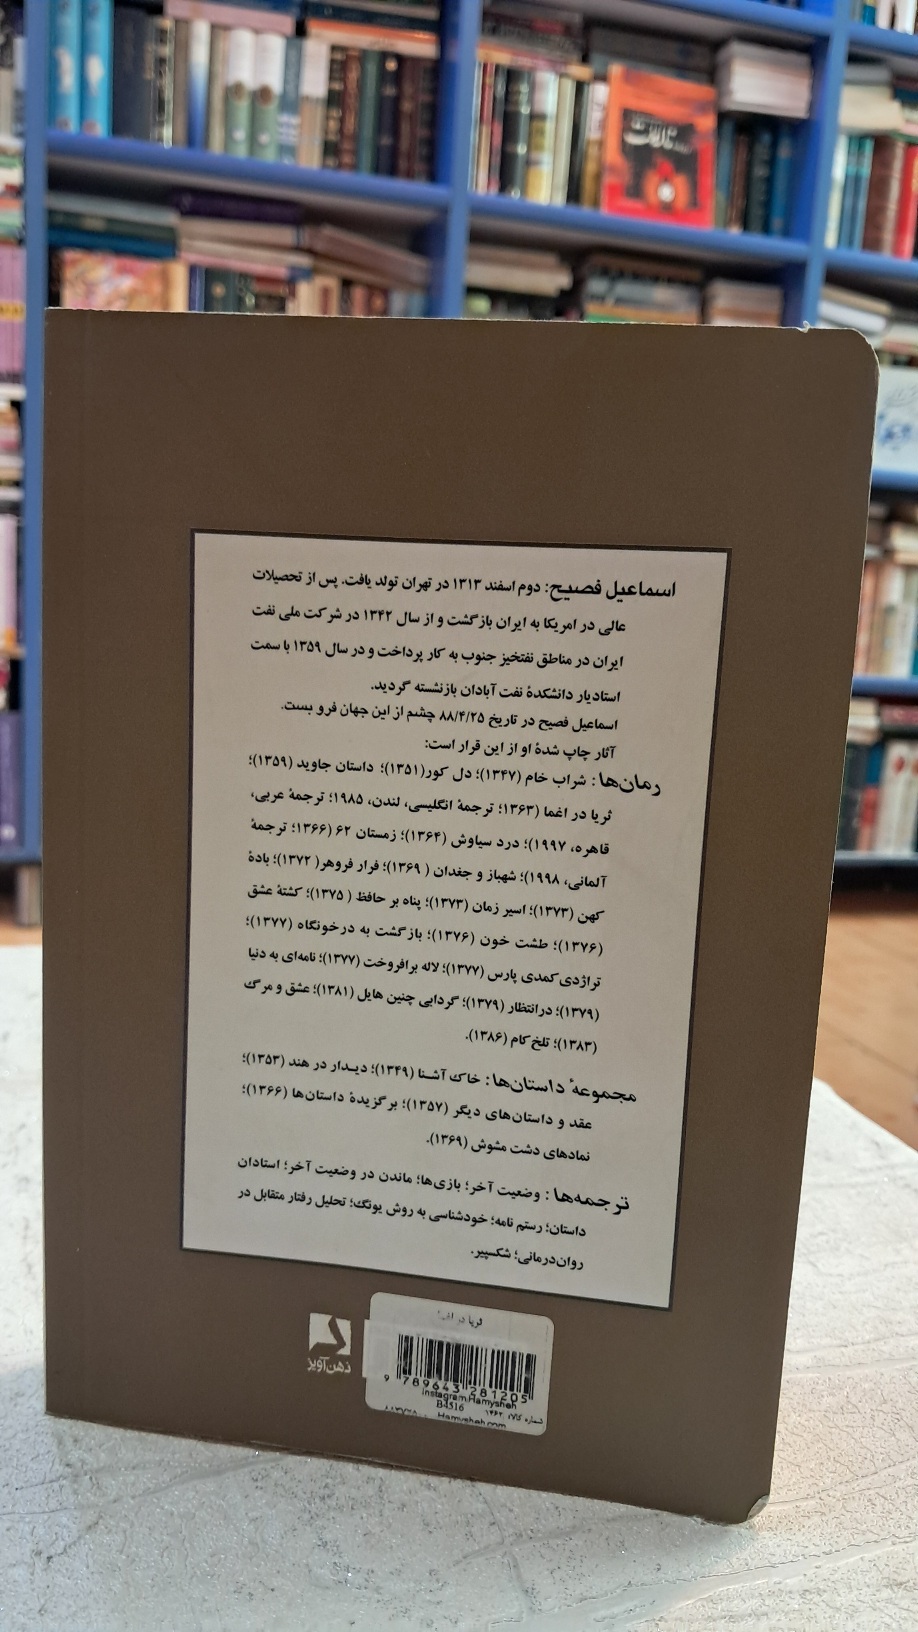 اسماعیل فصیح: دوم اسفند ۱۳۱۳ در تهران تولد یافت. پس از تحصیلات
عالی در امریکا به ایران بازگشت و از سال ۱۳۴۲ در شرکت ملی نفت
ایران در مناطق نفتخیز جنوب به کار پرداخت و در سال ۱۳۵۹ با سمت
استادیار دانشکدهٔ نفت آبادان بازنشسته گردید.
اسماعیل فصیح در تاریخ ۸۸/۴/۲۵ چشم از این جهان فرو بست.
آثار چاپ شدهٔ او از این قرار است:
رمان‌ها: شراب خام (۱۳۴۷)؛ دل کور(۱۳۵۱)؛ داستان جاوید (۱۳۵۹)؛
ثریا در اغما (۱۳۶۳؛ ترجمهٔ انگلیسی، لندن، ۱۹۸۵؛ ترجمهٔ عربی،
قاهره، ۱۹۹۷)؛ درد سیاوش (۱۳۶۴)؛ زمستان ۶۲ (۱۳۶۶؛ ترجمهٔ
آلمانی، ۱۹۹۸)؛ شهباز و جغدان ( ۱۳۶۹)؛ فرار فروهر( ۱۳۷۲)؛ بادهٔ
کهن (۱۳۷۳)؛ اسیر زمان (۱۳۷۳)؛ پناه بر حافظ ( ۱۳۷۵)؛ کشتهٔ عشق
(۱۳۷۶)؛ طشت خون (۱۳۷۶)؛ بازگشت به درخونگاه (۱۳۷۷)؛
تراژدی کمدی پارس (۱۳۷۷)؛ لاله برافروخت (۱۳۷۷)؛ نامه‌ای به دنیا
(۱۳۷۹)؛ درانتظار (۱۳۷۹)؛ گردابی چنین هایل (۱۳۸۱)؛ عشق و مرگ
(۱۳۸۳)؛ تلخ کام (۱۳۸۶).
مجموعهٔ داستان‌ها: خاک آشنا (۱۳۴۹)؛ دیدار در هند (۱۳۵۳)؛
عقد و داستان‌های دیگر (۱۳۵۷)؛ برگزیدهٔ داستان‌ها (۱۳۶۶)؛
نمادهای دشت مشوش (۱۳۶۹).
ترجمه‌ها: وضعیت آخر؛ بازی‌ها؛ ماندن در وضعیت آخر؛ استادان
داستان؛ رستم نامه؛ خودشناسی به روش یونگ؛ تحلیل رفتار متقابل در
روان‌درمانی؛ شکسپیر.
ذهن آویز
9 789643 281205
instagram:Hamysheh
B4516
شماره کالا: ۱۴۶۲
Hamysheh.com